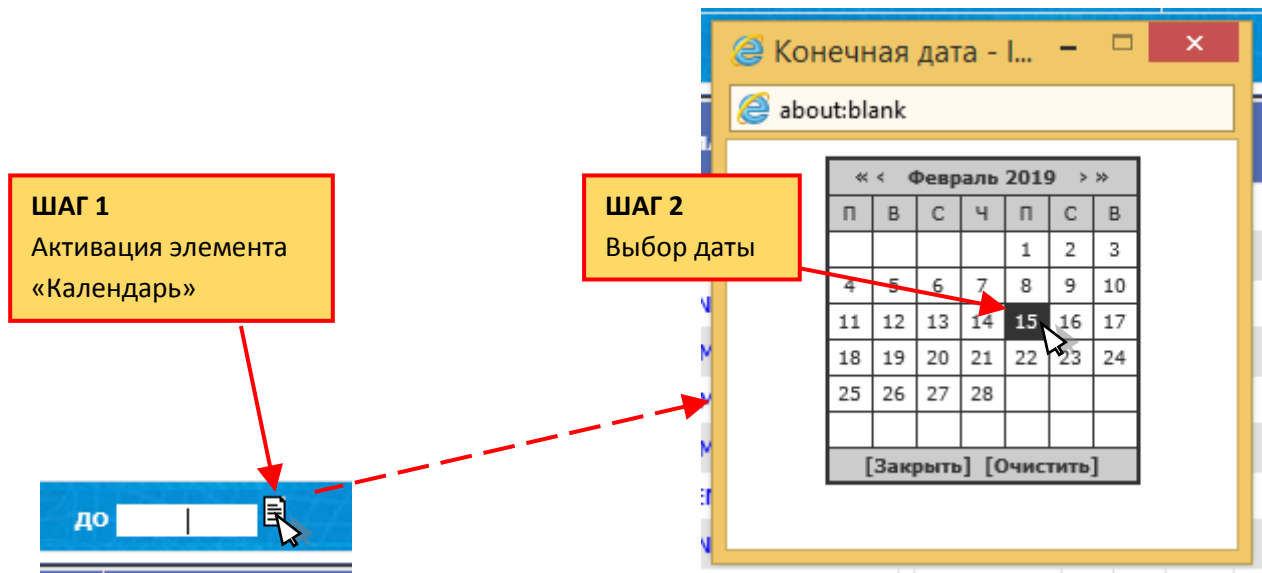 Конечная дата - I...
about:blank
ШАГ 1
Активация элемента
«Календарь»
ШАГ 2
Выбор даты
« ‹ Февраль 2019 › »
П В С Ч П С В
1 2 3
4 5 6 7 8 9 10
11 12 13 14 15 16 17
18 19 20 21 22 23 24
25 26 27 28
[Закрыть] [Очистить]
до